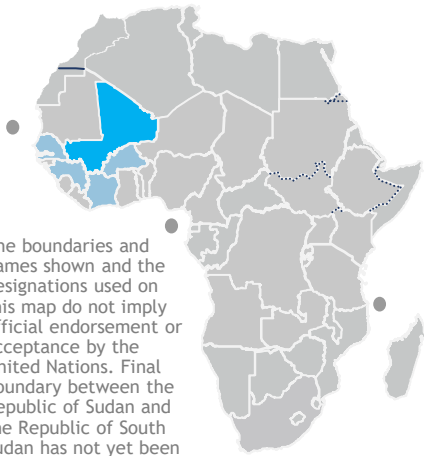 he boundaries and
ames shown and the
esignations used on
his map do not imply
fficial endorsement or
cceptance by the
nited Nations. Final
oundary between the
epublic of Sudan and
he Republic of South
udan has not yet been